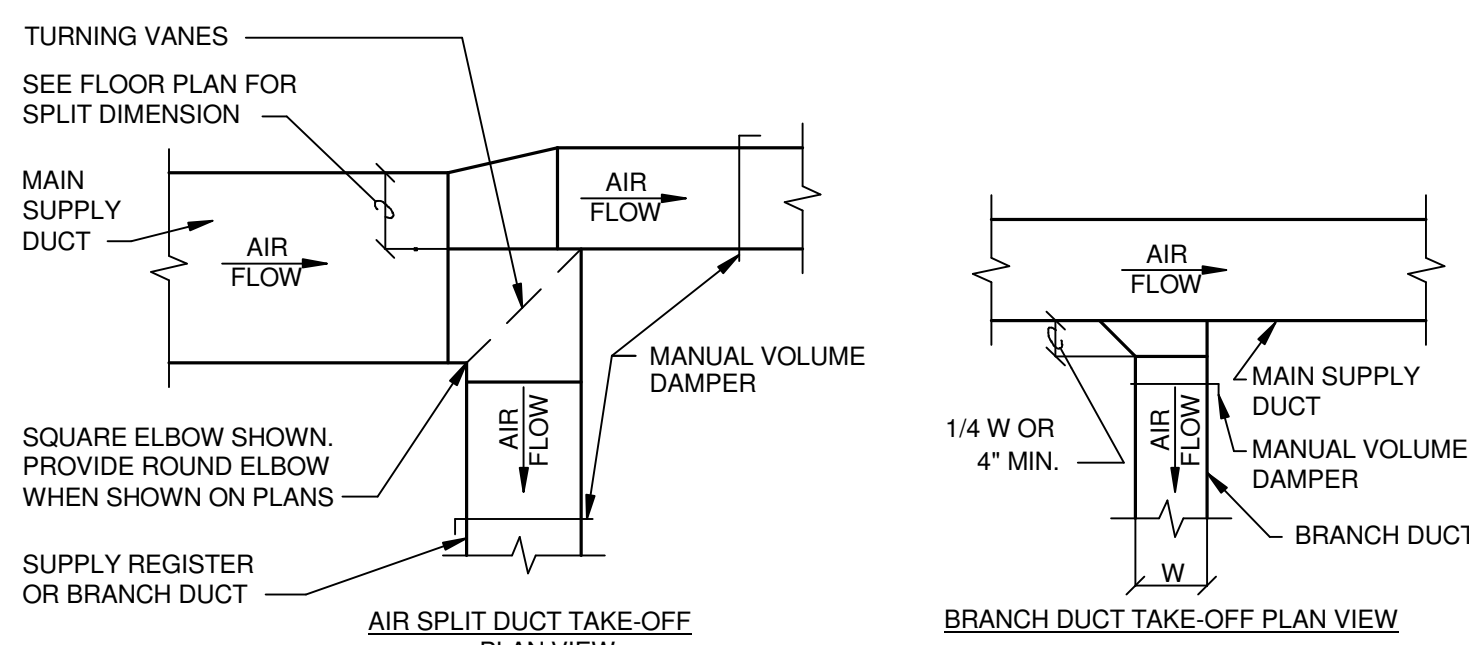 TURNING VANES
SEE FLOOR PLAN FOR
SPLIT DIMENSION
MAIN
SUPPLY
DUCT
AIR
FLOW
AIR
FLOW
MANUAL VOLUME
DAMPER
SQUARE ELBOW SHOWN.
PROVIDE ROUND ELBOW
WHEN SHOWN ON PLANS
AIR
FLOW
SUPPLY REGISTER
OR BRANCH DUCT
AIR SPLIT DUCT TAKE-OFF
PLAN VIEW
AIR
FLOW
1/4 W OR
4" MIN.
AIR
FLOW
MAIN SUPPLY
DUCT
MANUAL VOLUME
DAMPER
BRANCH DUCT
W
BRANCH DUCT TAKE-OFF PLAN VIEW